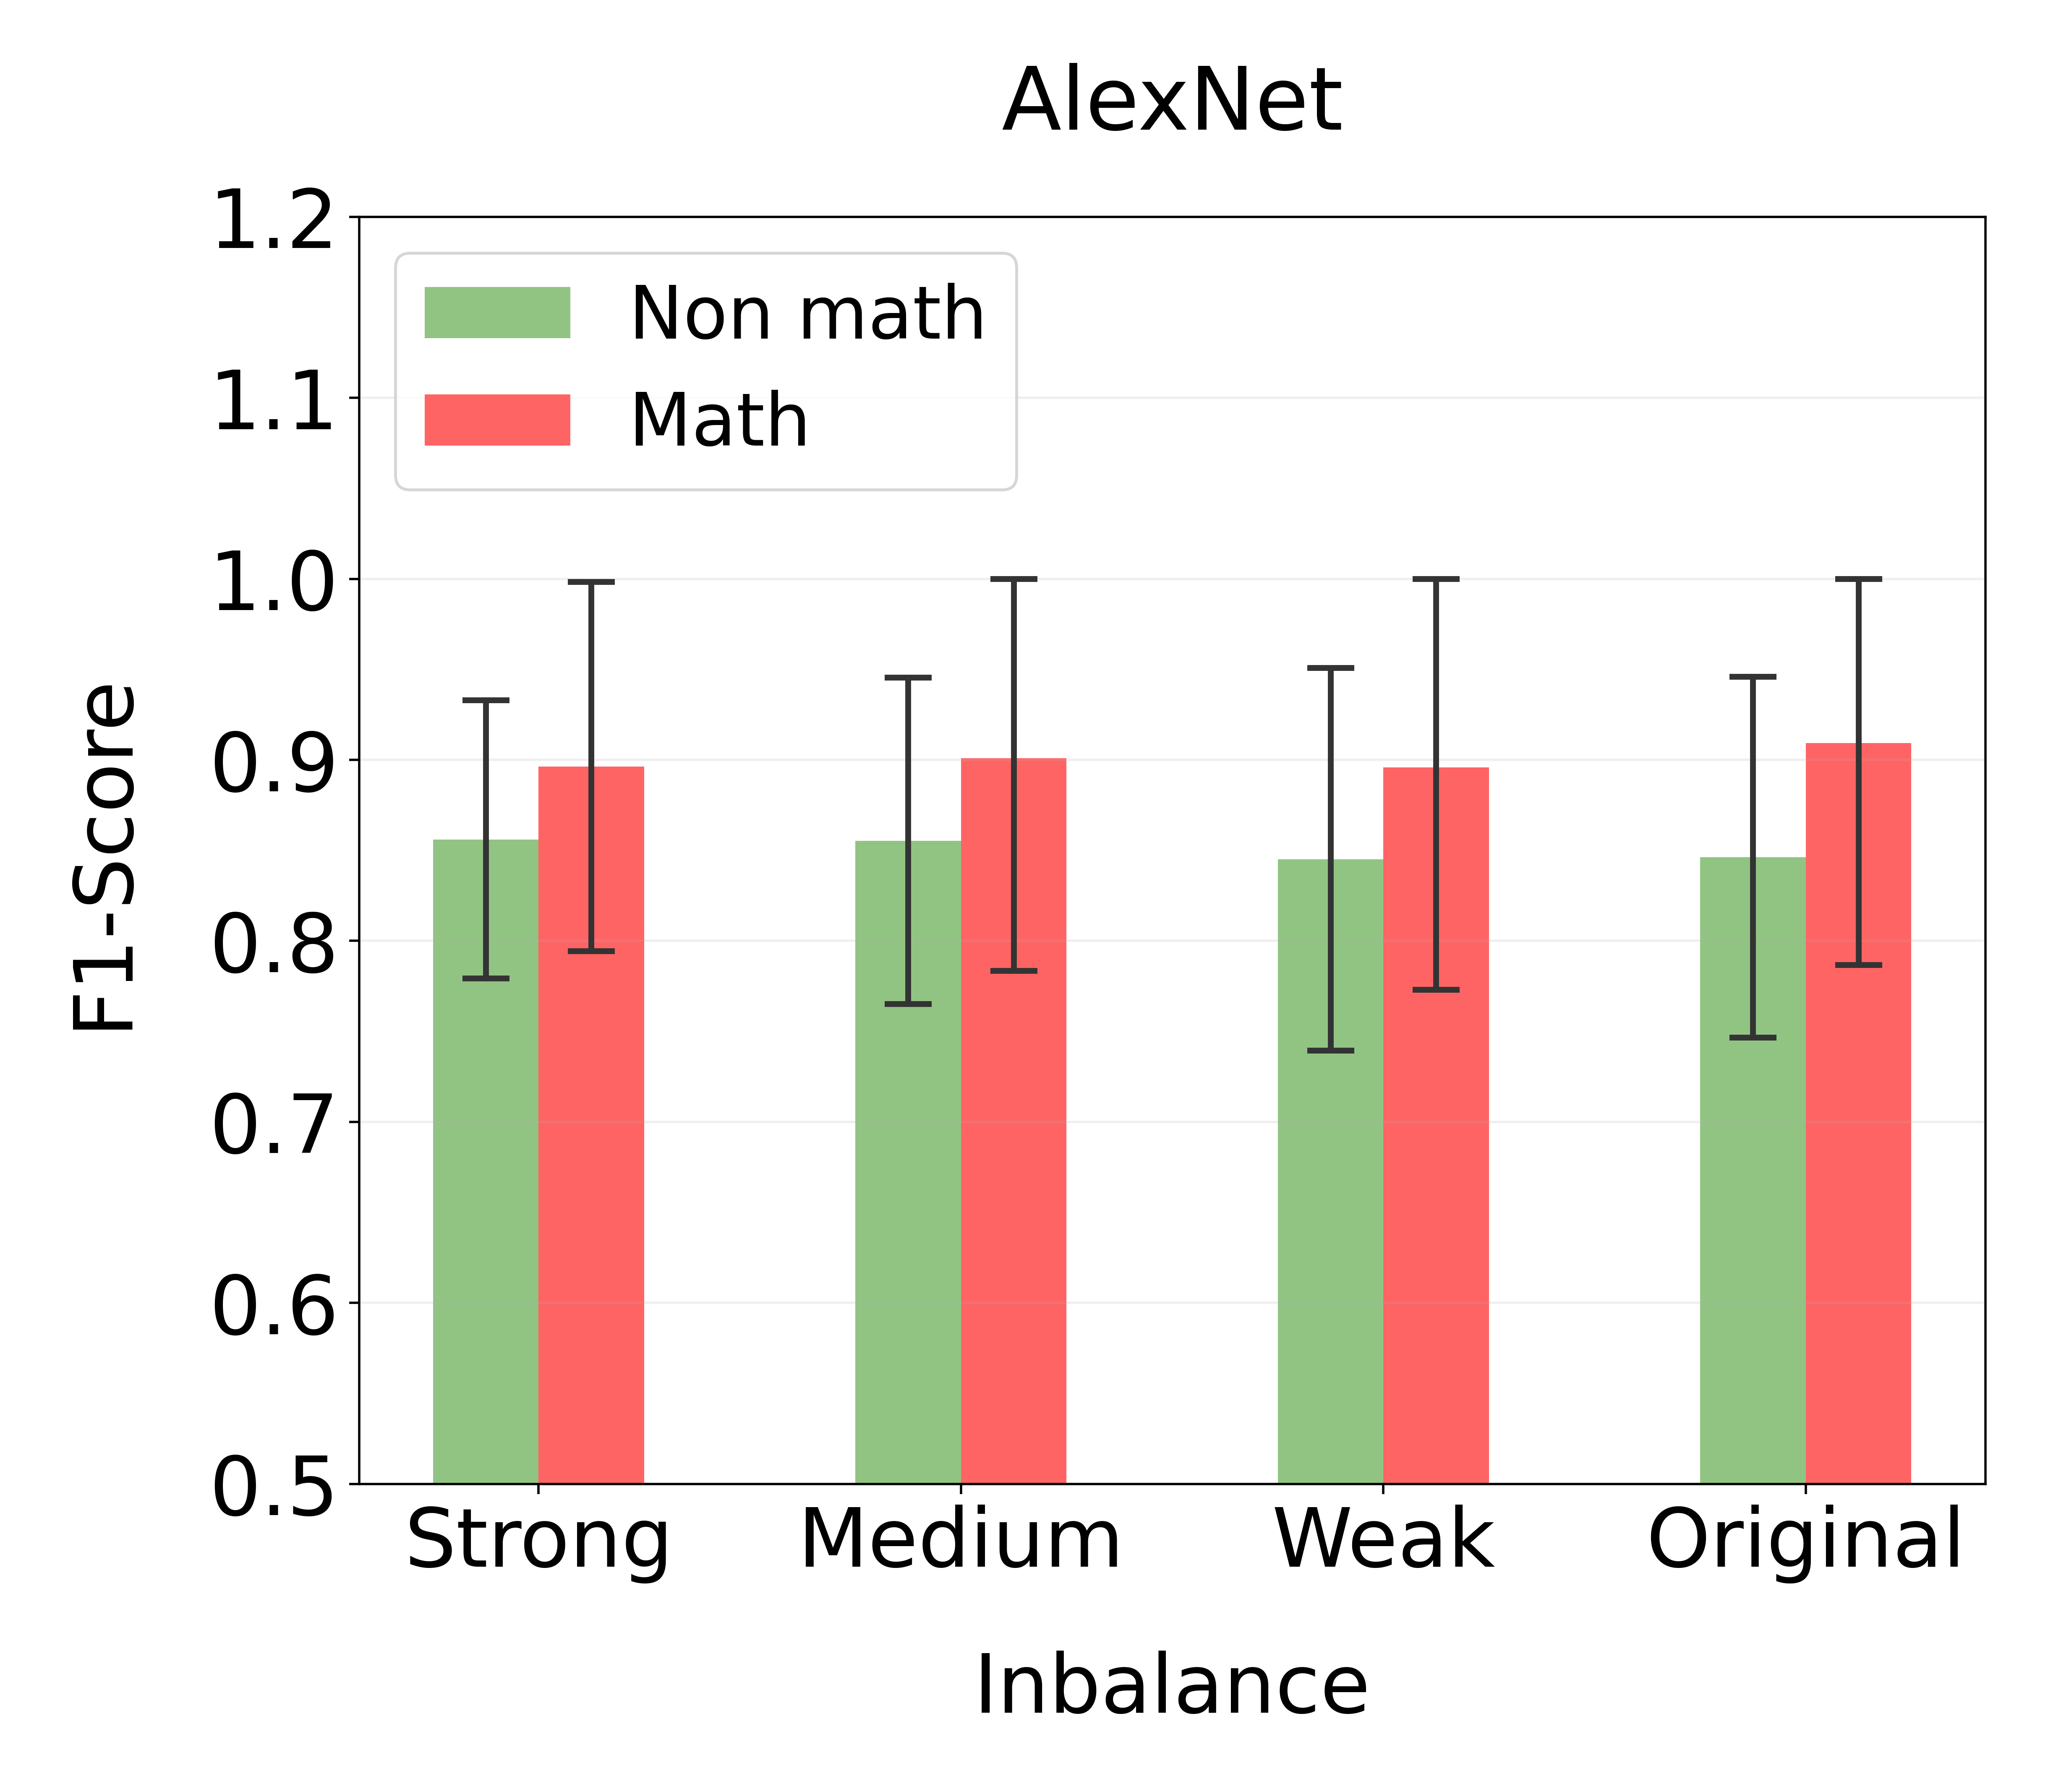 AlexNet
1.2
1.1
1.0
0.9
0.8
0.7
0.6
0.5
F1-Score
Non math
Math
Strong Medium Weak Original
Inbalance